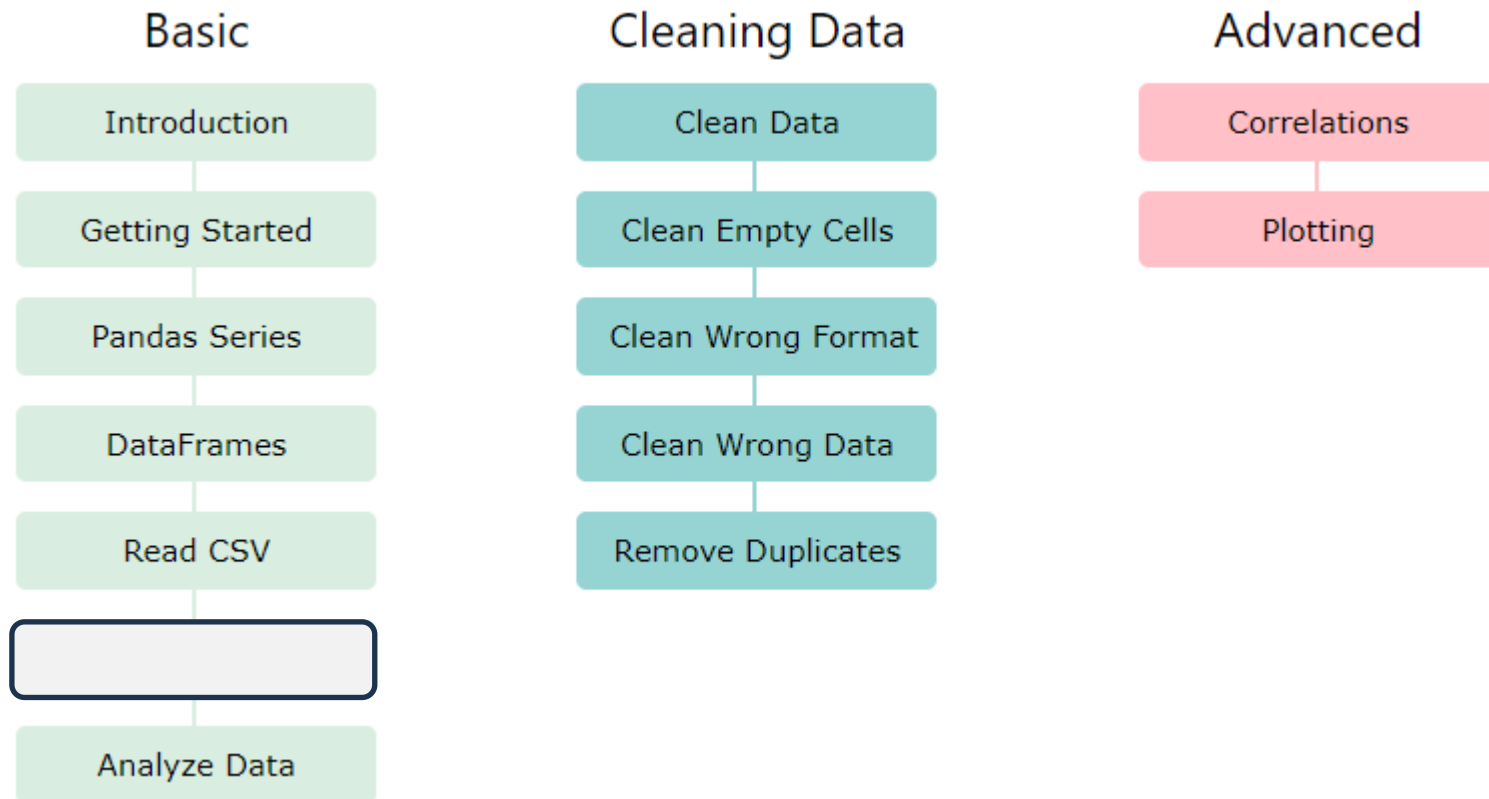 Basic
Introduction
Getting Started
Pandas Series
DataFrames
Read CSV
Analyze Data
Cleaning Data
Clean Data
Clean Empty Cells
Clean Wrong Format
Clean Wrong Data
Remove Duplicates
Advanced
Correlations
Plotting